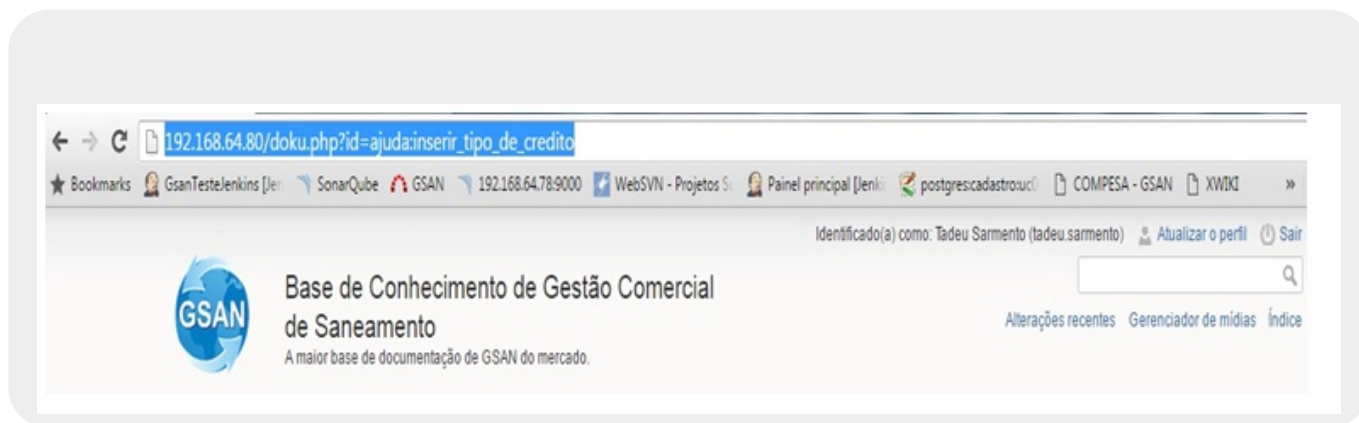 192.168.64.80/doku.php?id=ajuda:inserir_tipo_de_credito
Bookmarks GsanTesteJenkins [Jen SonarQube GSAN 192.168.64.78:9000 WebSVN - Projetos S Painel principal [Jenki postgres:cadastro:uc0 COMPESA - GSAN XWIKI »
Identificado(a) como: Tadeu Sarmento (tadeu.sarmento) Atualizar o perfil Sair
GSAN
Base de Conhecimento de Gestão Comercial
de Saneamento
A maior base de documentação de GSAN do mercado.
Alterações recentes Gerenciador de mídias Índice